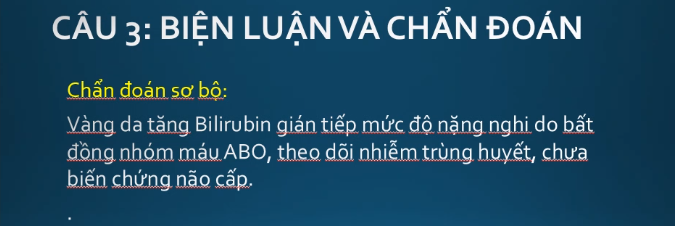 CÂU 3: BIỆN LUẬN VÀ CHẨN ĐOÁN
Chẩn đoán sơ bộ:
Vàng da tăng Bilirubin gián tiếp mức độ nặng nghi do bất
đồng nhóm máu ABO, theo dõi nhiễm trùng huyết, chưa
biến chứng não cấp.
.